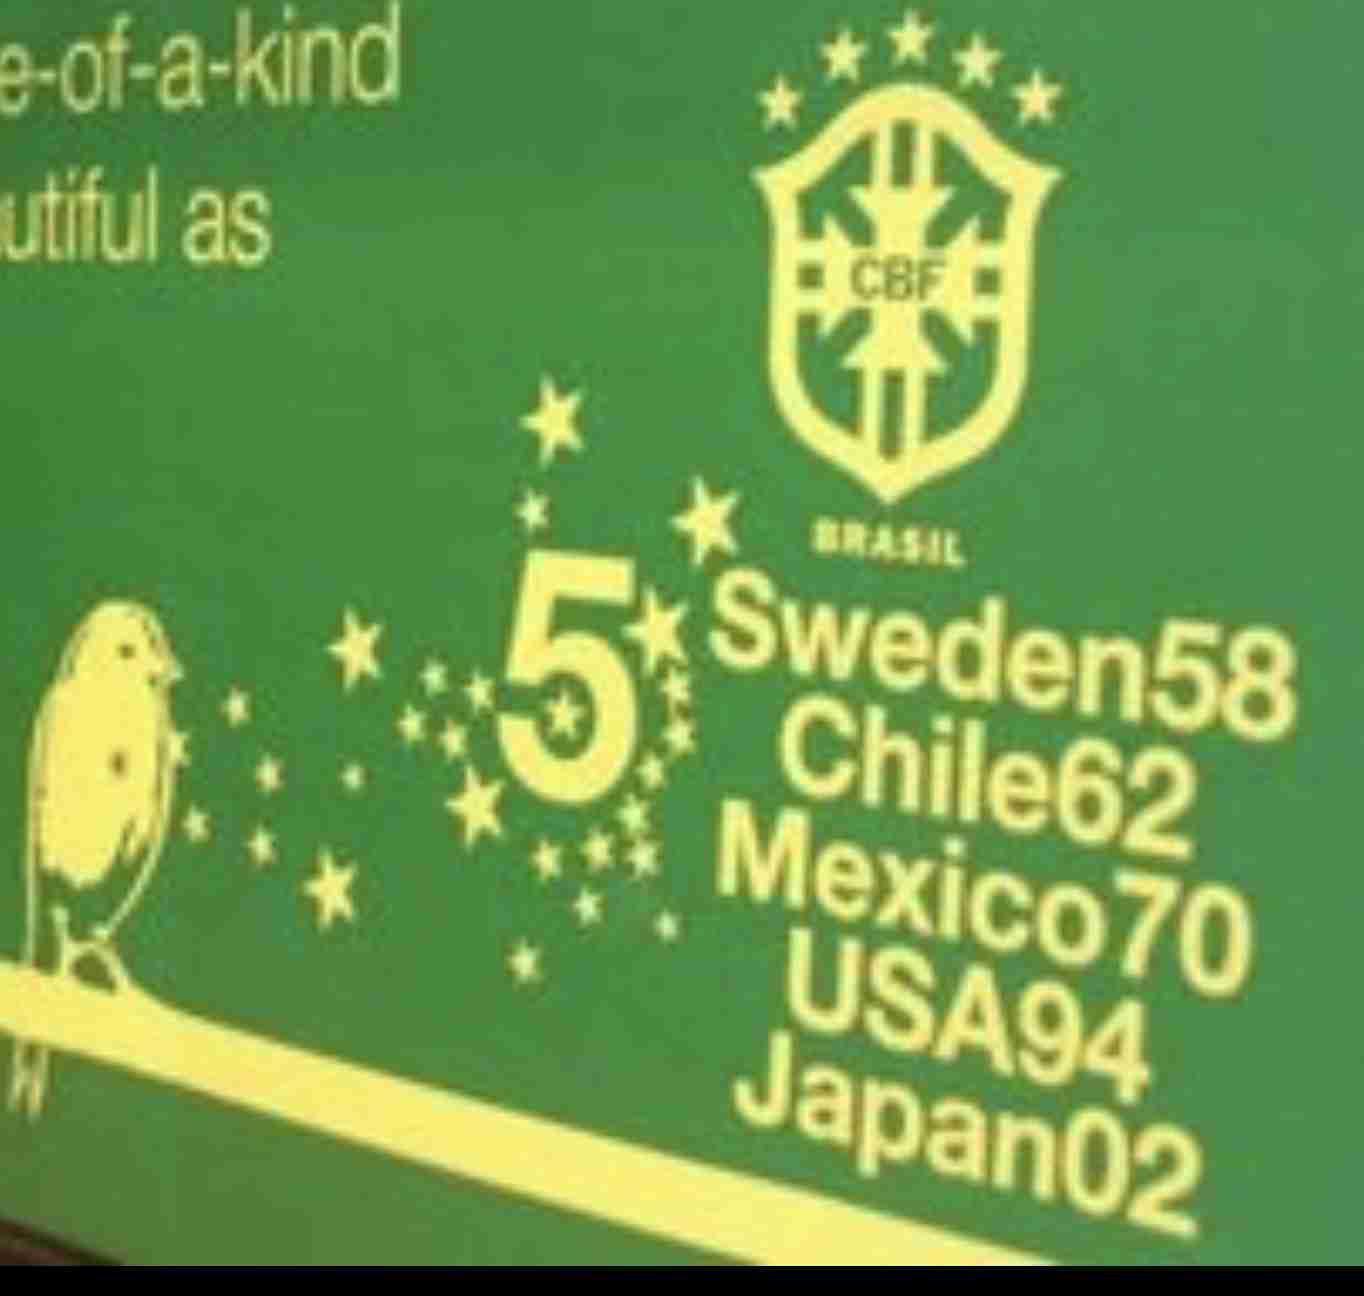 e-of-a-kind
utiful as
CBF
BRASIL
5
Sweden58
Chile62
Mexico70
USA94
Japan02